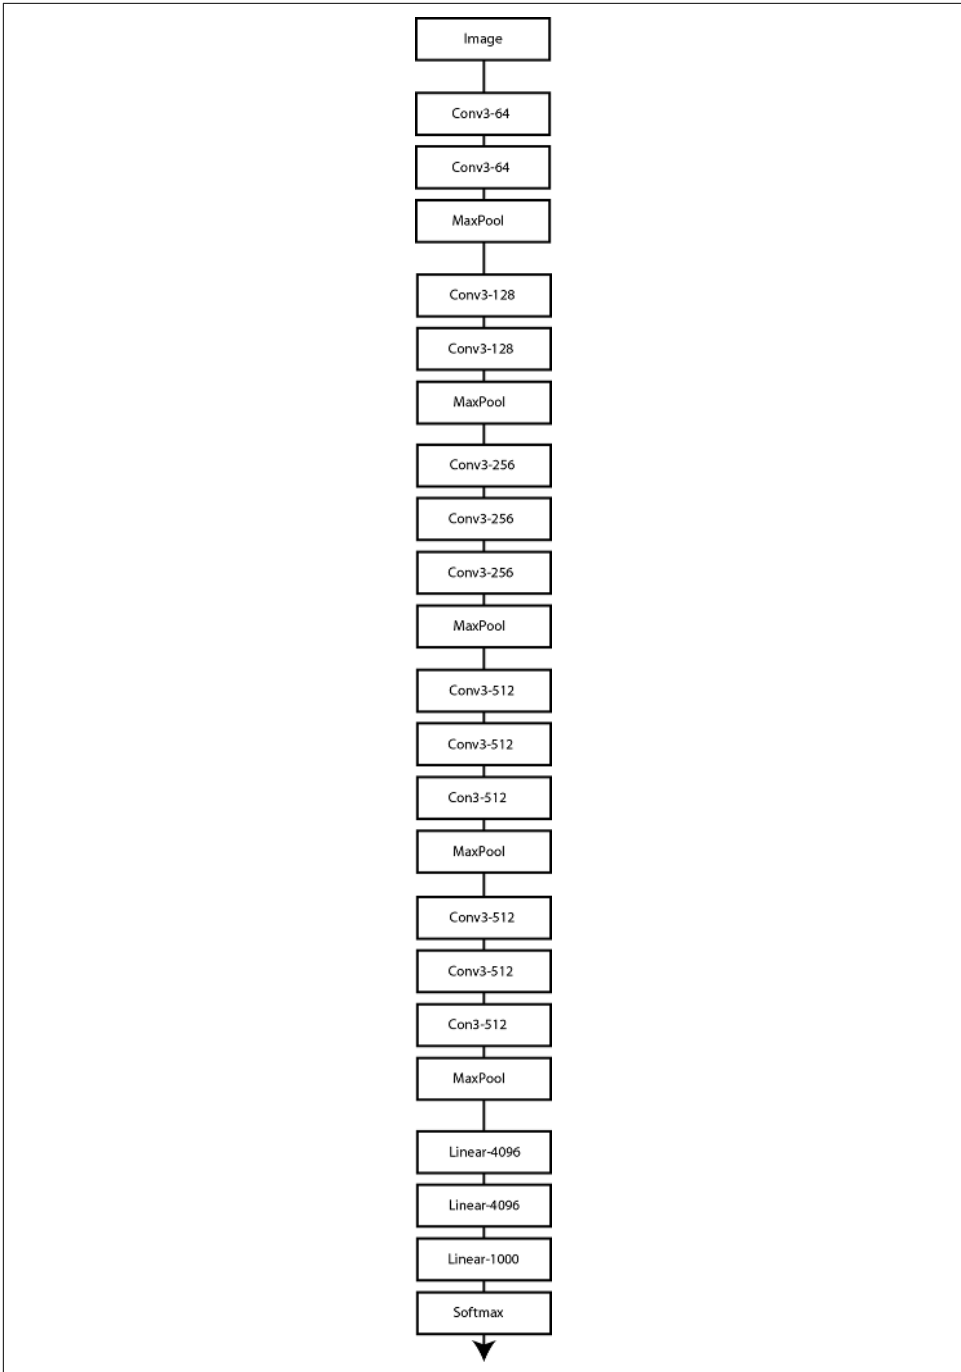 Image
Conv3-64
Conv3-64
MaxPool
Conv3-128
Conv3-128
MaxPool
Conv3-256
Conv3-256
Conv3-256
MaxPool
Conv3-512
Conv3-512
Con3-512
MaxPool
Conv3-512
Conv3-512
Con3-512
MaxPool
Linear-4096
Linear-4096
Linear-1000
Softmax